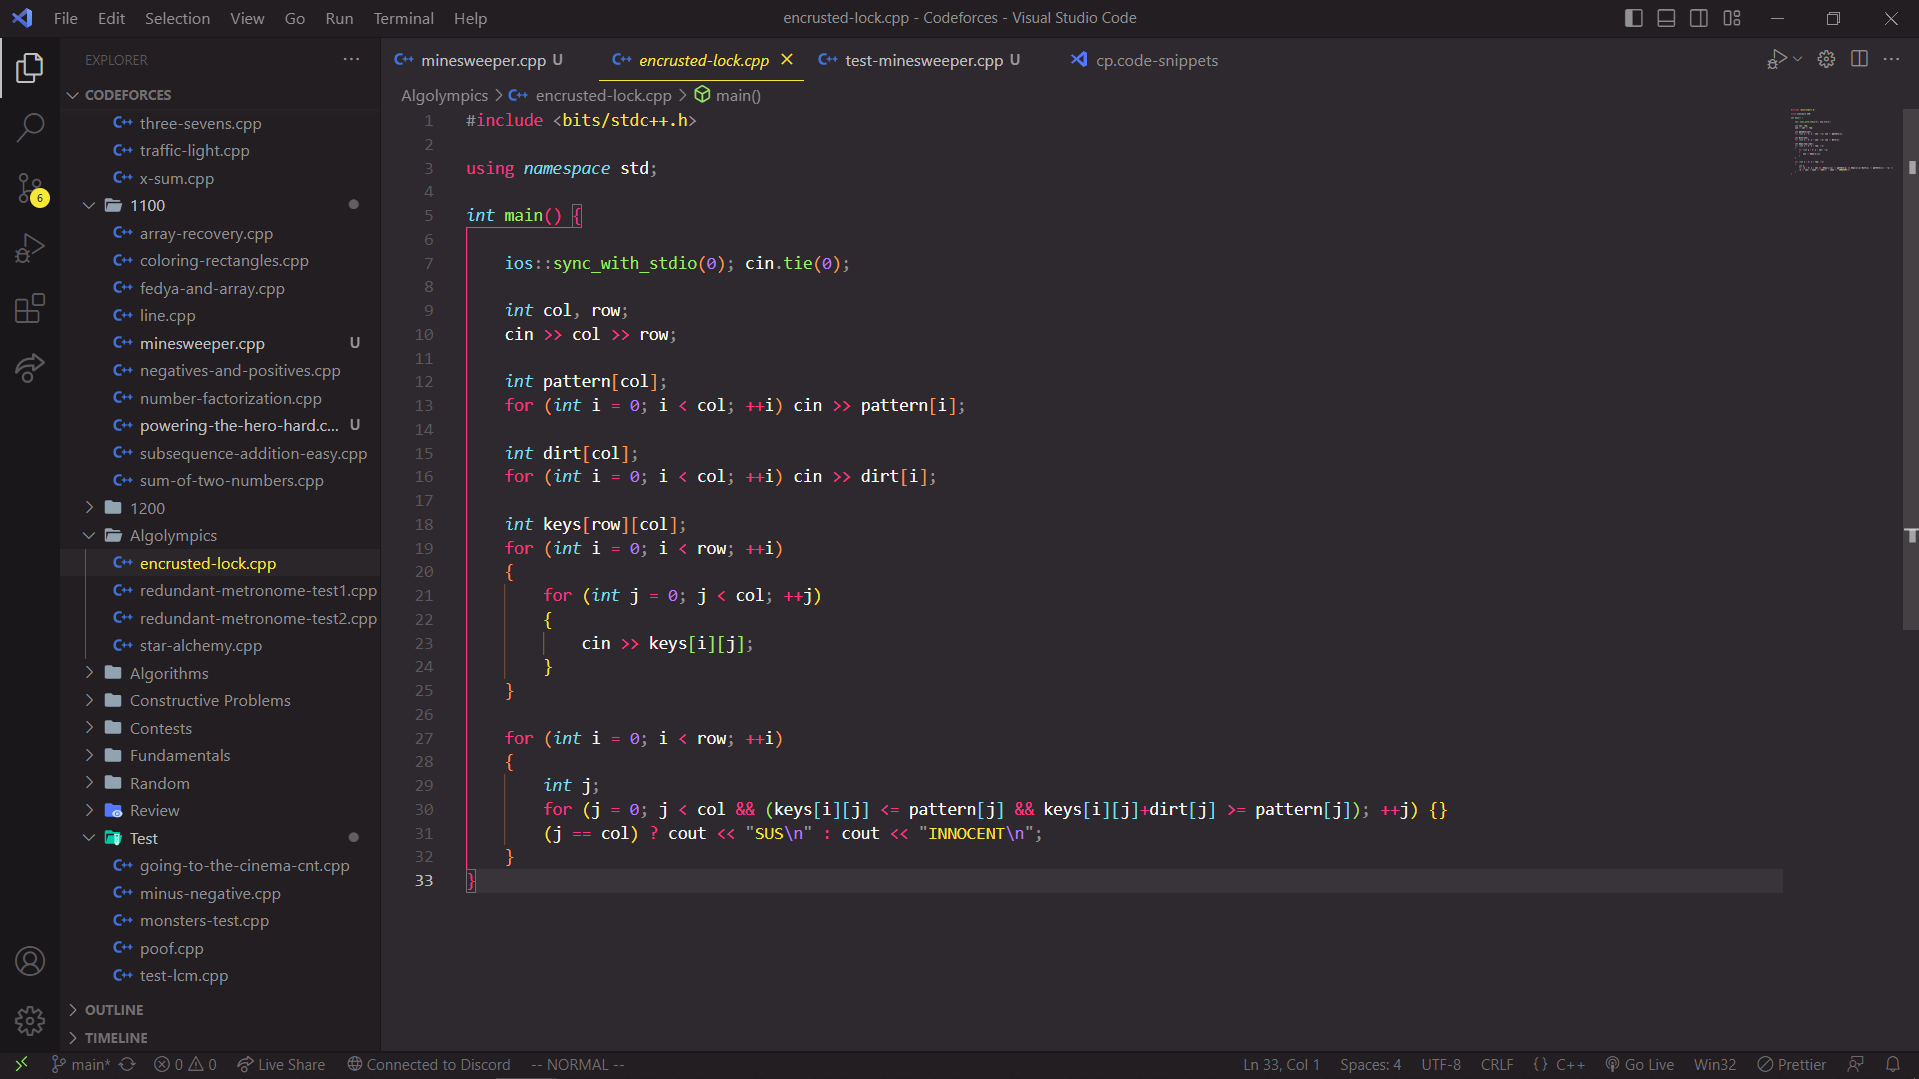 File Edit Selection View Go Run Terminal Help
encrusted-lock.cpp - Codeforces - Visual Studio Code
EXPLORER
CODEFORCES
three-sevens.cpp
traffic-light.cpp
x-sum.cpp
6
1100
array-recovery.cpp
coloring-rectangles.cpp
fedya-and-array.cpp
line.cpp
minesweeper.cpp U
negatives-and-positives.cpp
number-factorization.cpp
powering-the-hero-hard.c... U
subsequence-addition-easy.cpp
sum-of-two-numbers.cpp
1200
Algolympics
encrusted-lock.cpp
redundant-metronome-test1.cpp
redundant-metronome-test2.cpp
star-alchemy.cpp
Algorithms
Constructive Problems
Contests
Fundamentals
Random
Review
Test
going-to-the-cinema-cnt.cpp
minus-negative.cpp
monsters-test.cpp
poof.cpp
test-lcm.cpp
OUTLINE
TIMELINE
minesweeper.cpp U encrusted-lock.cpp test-minesweeper.cpp U cp.code-snippets
Algolympics > encrusted-lock.cpp > main()
1 #include <bits/stdc++.h>
2
3 using namespace std;
4
5 int main() {
6
7 ios::sync_with_stdio(0); cin.tie(0);
8
9 int col, row;
10 cin >> col >> row;
11
12 int pattern[col];
13 for (int i = 0; i < col; ++i) cin >> pattern[i];
14
15 int dirt[col];
16 for (int i = 0; i < col; ++i) cin >> dirt[i];
17
18 int keys[row][col];
19 for (int i = 0; i < row; ++i)
20 {
21 for (int j = 0; j < col; ++j)
22 {
23 cin >> keys[i][j];
24 }
25 }
26
27 for (int i = 0; i < row; ++i)
28 {
29 int j;
30 for (j = 0; j < col && (keys[i][j] <= pattern[j] && keys[i][j]+dirt[j] >= pattern[j]); ++j) {}
31 (j == col) ? cout << "SUS\n" : cout << "INNOCENT\n";
32 }
33 }
main* 0 0 Live Share Connected to Discord -- NORMAL -- Ln 33, Col 1 Spaces: 4 UTF-8 CRLF {} C++ Go Live Win32 Prettier